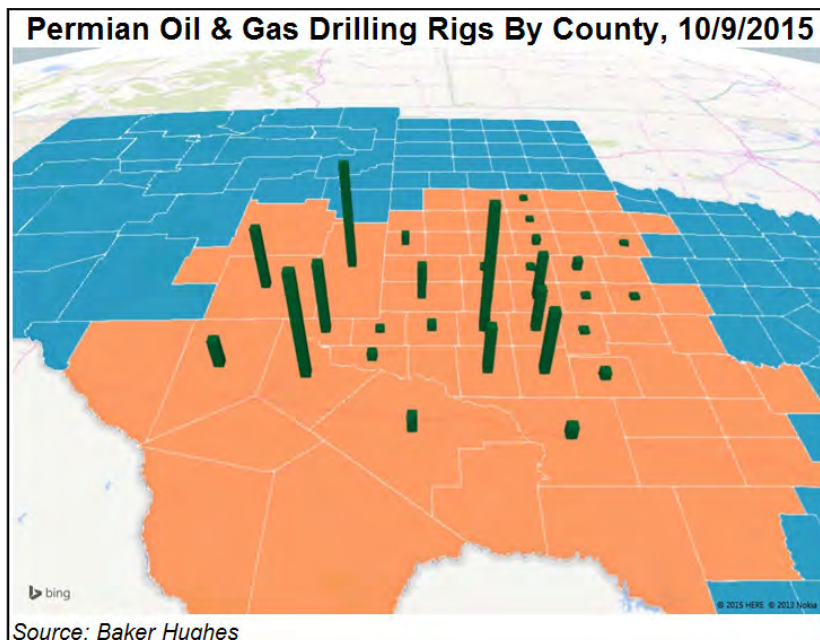 Permian Oil & Gas Drilling Rigs By County, 10/9/2015
bing
© 2015 HERE © 2013 Nokia
Source: Baker Hughes